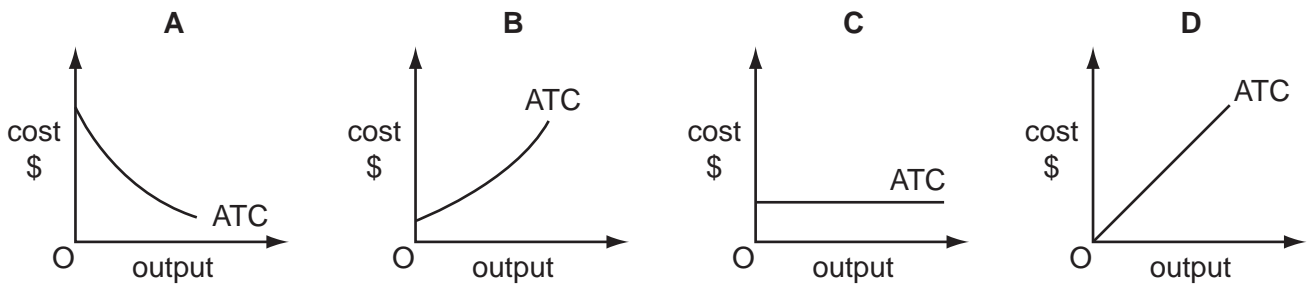 A
B
C
D
cost
$
ATC
O
output
cost
$
ATC
O
output
cost
$
ATC
O
output
cost
$
ATC
O
output